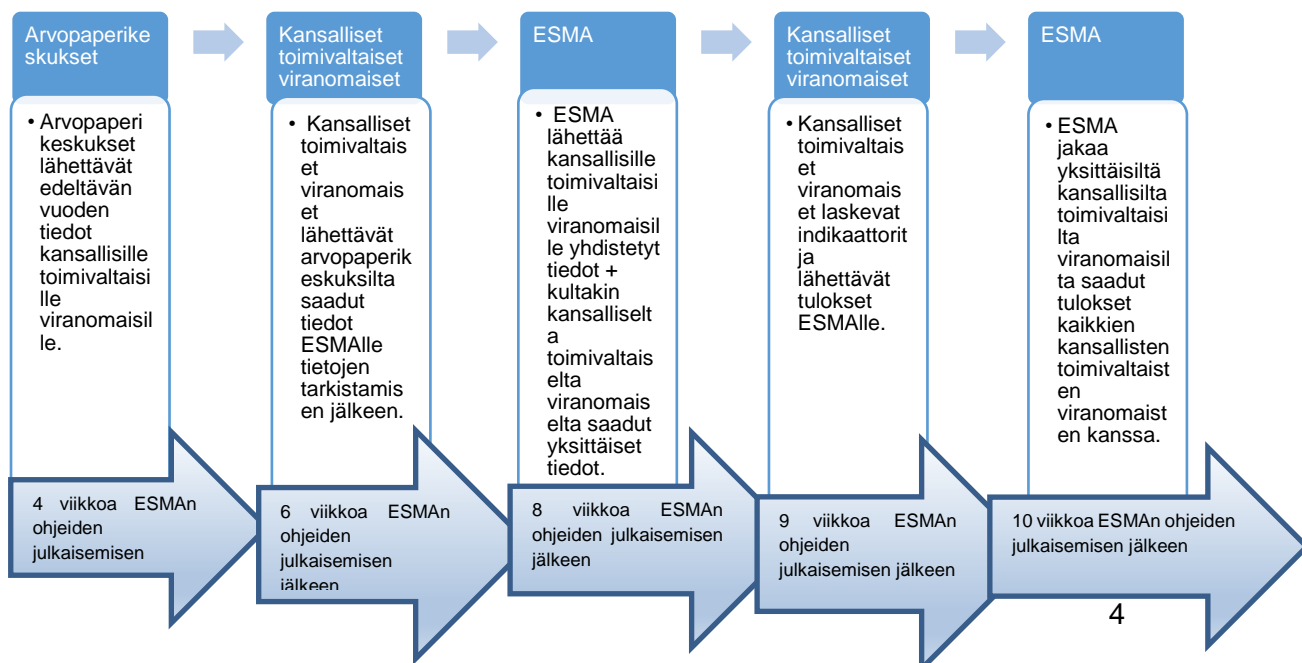 Arvopaperike
skukset
• Arvopaperi
keskukset
lähettävät
edeltävän
vuoden
tiedot
kansallisille
toimivaltaisi
lle
viranomaisil
le.
4 viikkoa ESMAn
ohjeiden
julkaisemisen
Kansalliset
toimivaltaiset
viranomaiset
• Kansalliset
toimivaltais
et
viranomais
et
lähettävät
arvopaperik
eskuksilta
saadut
tiedot
ESMAlle
tietojen
tarkistamis
en jälkeen.
6 viikkoa ESMAn
ohjeiden
julkaisemisen
jälkeen
ESMA
• ESMA
lähettää
kansallisille
toimivaltaisi
lle
viranomaisil
le yhdistetyt
tiedot +
kultakin
kansalliselt
a
toimivaltais
elta
viranomais
elta saadut
yksittäiset
tiedot.
8 viikkoa ESMAn
ohjeiden julkaisemisen
jälkeen
Kansalliset
toimivaltaiset
viranomaiset
• Kansalliset
toimivaltais
et
viranomais
et laskevat
indikaattorit
ja
lähettävät
tulokset
ESMAlle.
9 viikkoa ESMAn
ohjeiden
julkaisemisen jälkeen
ESMA
• ESMA
jakaa
yksittäisiltä
kansallisilta
toimivaltaisi
lta
viranomaisil
ta saadut
tulokset
kaikkien
kansallisten
toimivaltaist
en
viranomaist
en kanssa.
10 viikkoa ESMAn ohjeiden
julkaisemisen jälkeen
4